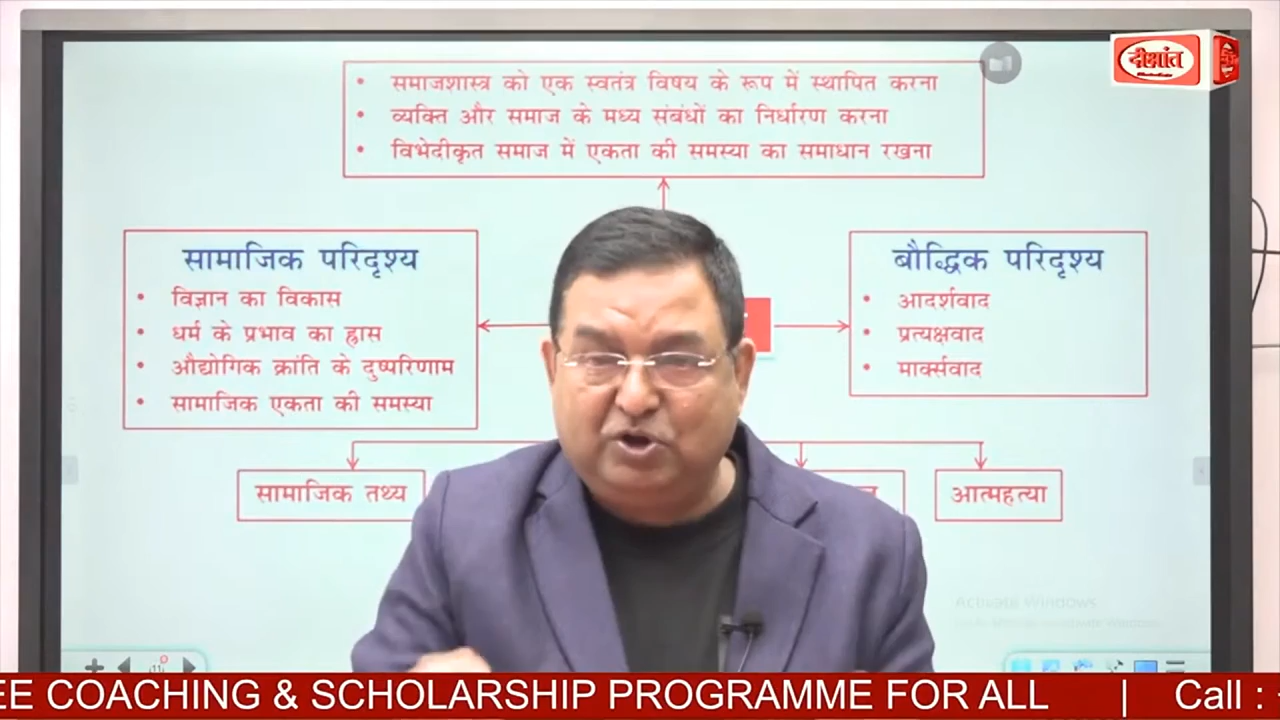 दीक्षांत
• समाजशास्त्र को एक स्वतंत्र विषय के रूप में स्थापित करना
• व्यक्ति और समाज के मध्य संबंधों का निर्धारण करना
• विभेदीकृत समाज में एकता की समस्या का समाधान रखना
सामाजिक परिदृश्य
• विज्ञान का विकास
• धर्म के प्रभाव का ह्रास
• औद्योगिक क्रांति के दुष्परिणाम
• सामाजिक एकता की समस्या
बौद्धिक परिदृश्य
• आदर्शवाद
• प्रत्यक्षवाद
• मार्क्सवाद
सामाजिक तथ्य
आत्महत्या
Activate Windows
EE COACHING & SCHOLARSHIP PROGRAMME FOR ALL | Call :